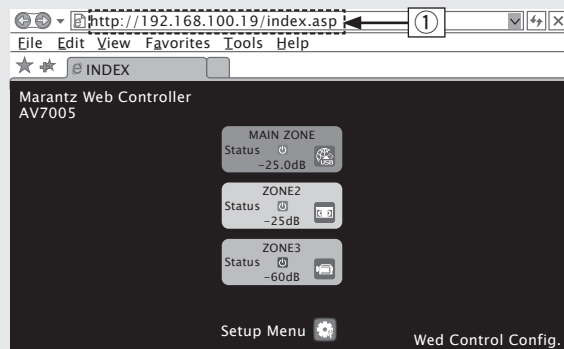 http://192.168.100.19/index.asp ①
File Edit View Favorites Tools Help
INDEX
Marantz Web Controller
AV7005
MAIN ZONE
Status
-25.0dB
USB
ZONE2
Status
-25dB
ZONE3
Status
-60dB
Setup Menu
Wed Control Config.